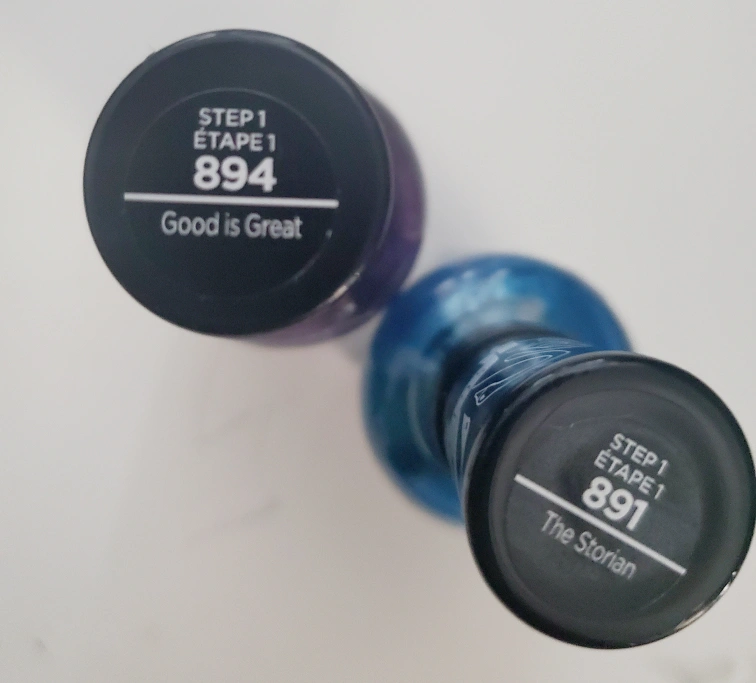 STEP 1
ÉTAPE 1
894
Good is Great
STEP 1
ÉTAPE 1
891
The Storian